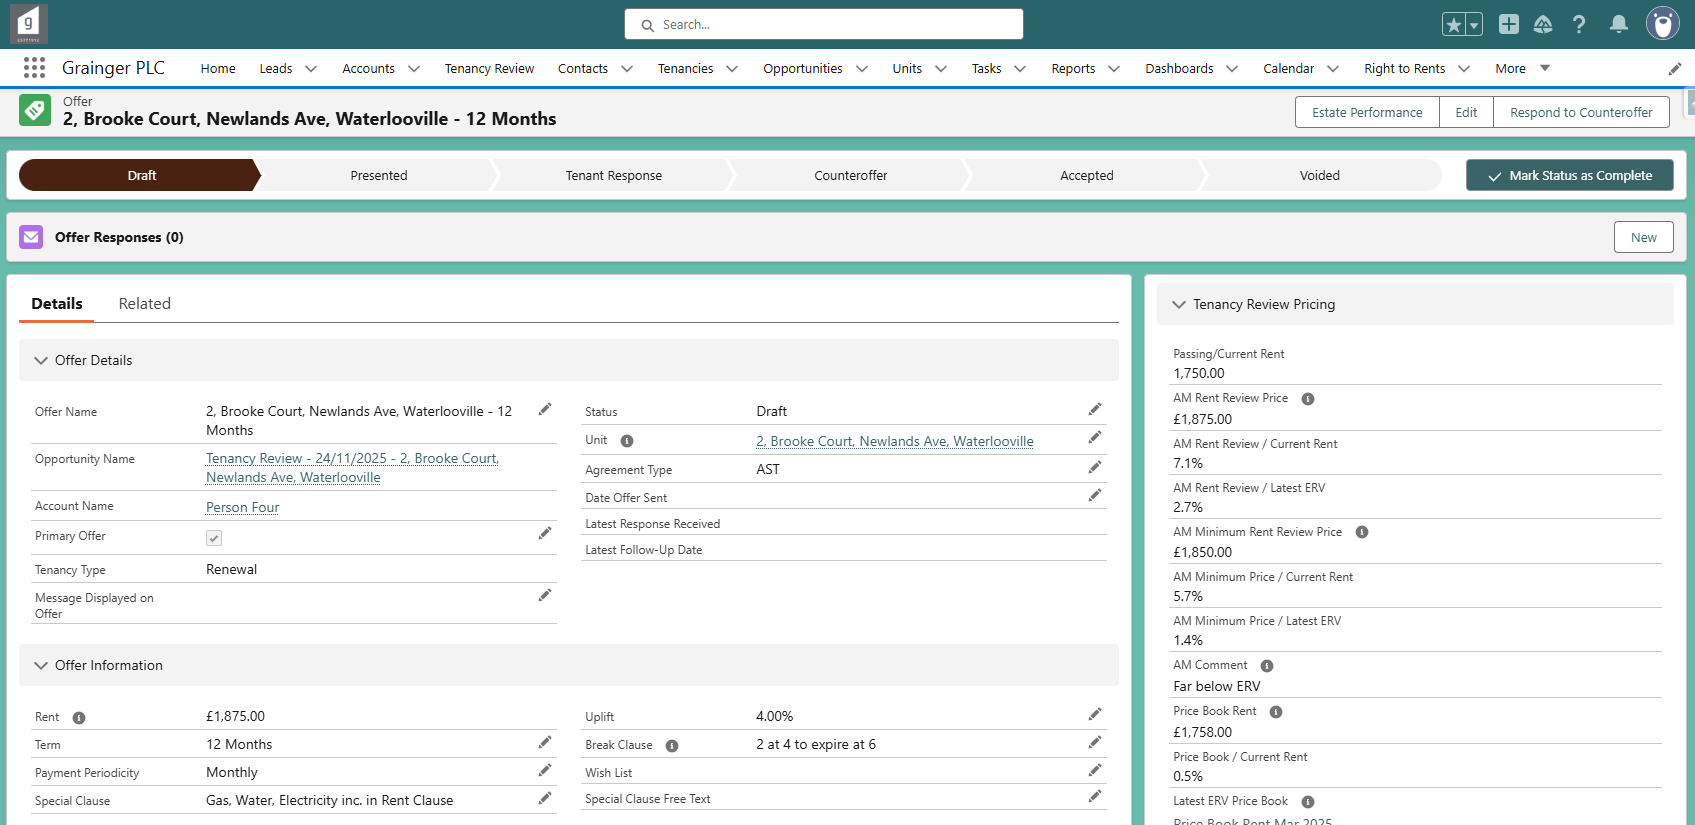 g
Search...
Grainger PLC
Home
Leads
Accounts
Tenancy Review
Contacts
Tenancies
Opportunities
Units
Tasks
Reports
Dashboards
Calendar
Right to Rents
More
Offer
2, Brooke Court, Newlands Ave, Waterlooville - 12 Months
Estate Performance
Edit
Respond to Counteroffer
Draft
Presented
Tenant Response
Counteroffer
Accepted
Voided
Mark Status as Complete
Offer Responses (0)
New
Details
Related
Offer Details
Offer Name
2, Brooke Court, Newlands Ave, Waterlooville - 12
Months
Opportunity Name
Tenancy Review - 24/11/2025 - 2, Brooke Court,
Newlands Ave, Waterlooville
Account Name
Person Four
Primary Offer
Tenancy Type
Renewal
Message Displayed on
Offer
Status
Draft
Unit
2, Brooke Court, Newlands Ave, Waterlooville
Agreement Type
AST
Date Offer Sent
Latest Response Received
Latest Follow-Up Date
Offer Information
Rent
£1,875.00
Term
12 Months
Payment Periodicity
Monthly
Special Clause
Gas, Water, Electricity inc. in Rent Clause
Uplift
4.00%
Break Clause
2 at 4 to expire at 6
Wish List
Special Clause Free Text
Tenancy Review Pricing
Passing/Current Rent
1,750.00
AM Rent Review Price
£1,875.00
AM Rent Review / Current Rent
7.1%
AM Rent Review / Latest ERV
2.7%
AM Minimum Rent Review Price
£1,850.00
AM Minimum Price / Current Rent
5.7%
AM Minimum Price / Latest ERV
1.4%
AM Comment
Far below ERV
Price Book Rent
£1,758.00
Price Book / Current Rent
0.5%
Latest ERV Price Book
Price Book Rent Mar 2025